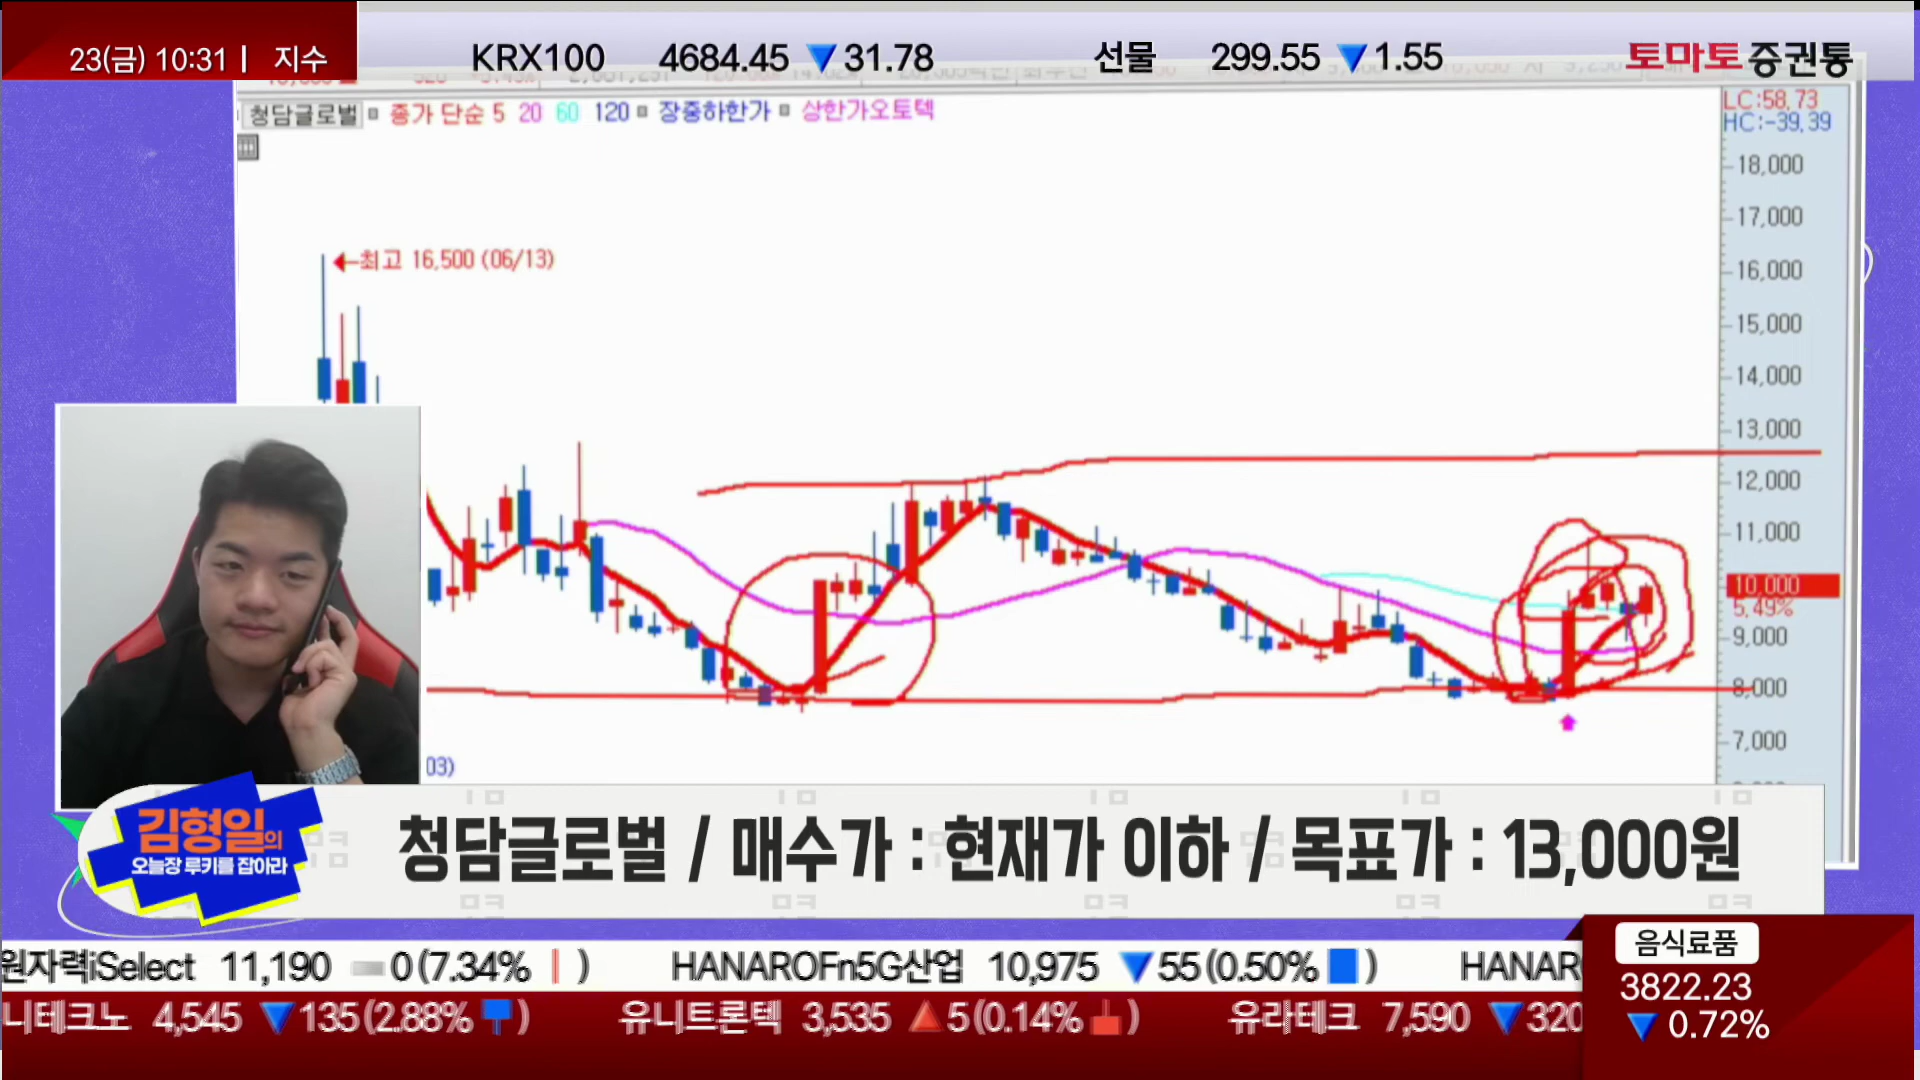 23(금) 10:31 | 지수
KRX100 4684.45 ▼31.78 선물 299.55 ▼1.55
토마토증권통
청담글로벌 종가 단순 5 20 60 120 장중하한가 상한가오토텍
LC:58.73
HC:-39.39
18,000
17,000
최고 16,500 (06/13)
16,000
15,000
14,000
13,000
12,000
11,000
10,000
5.49%
9,000
8,000
7,000
03)
김형일의
오늘장 루키를 잡아라
청담글로벌 / 매수가 : 현재가 이하 / 목표가 : 13,000원
원자력iSelect 11,190 0(7.34% ) HANAROFn5G산업 10,975 ▼55(0.50% ) HANAR
니테크노 4,545 ▼135(2.88% ) 유니트론텍 3,535 ▲5(0.14% ) 유라테크 7,590 ▼320
음식료품
3822.23
▼0.72%